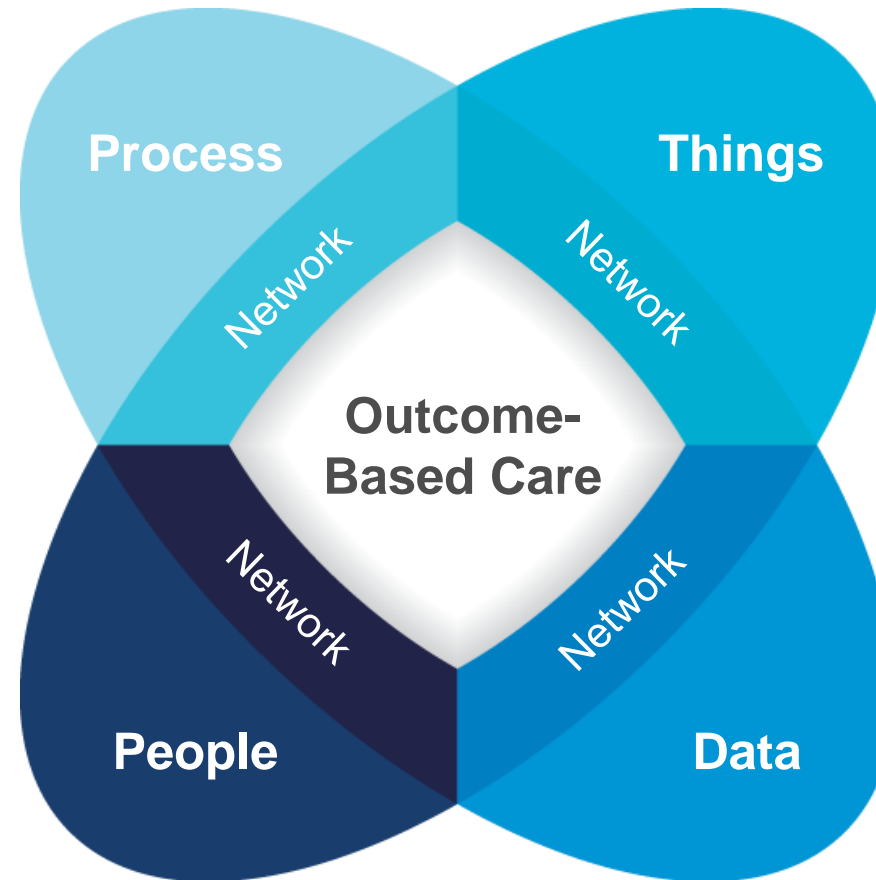 Process
Things
Network
Network
Outcome-
Based Care
Network
Network
People
Data